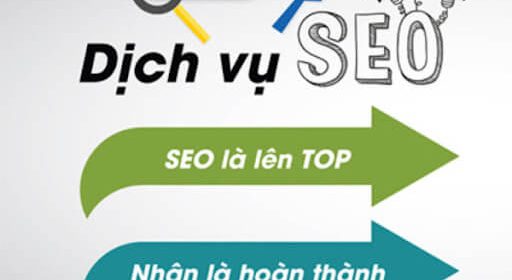 Dịch vụ SEO
SEO là lên TOP
Nhận là hoàn thành